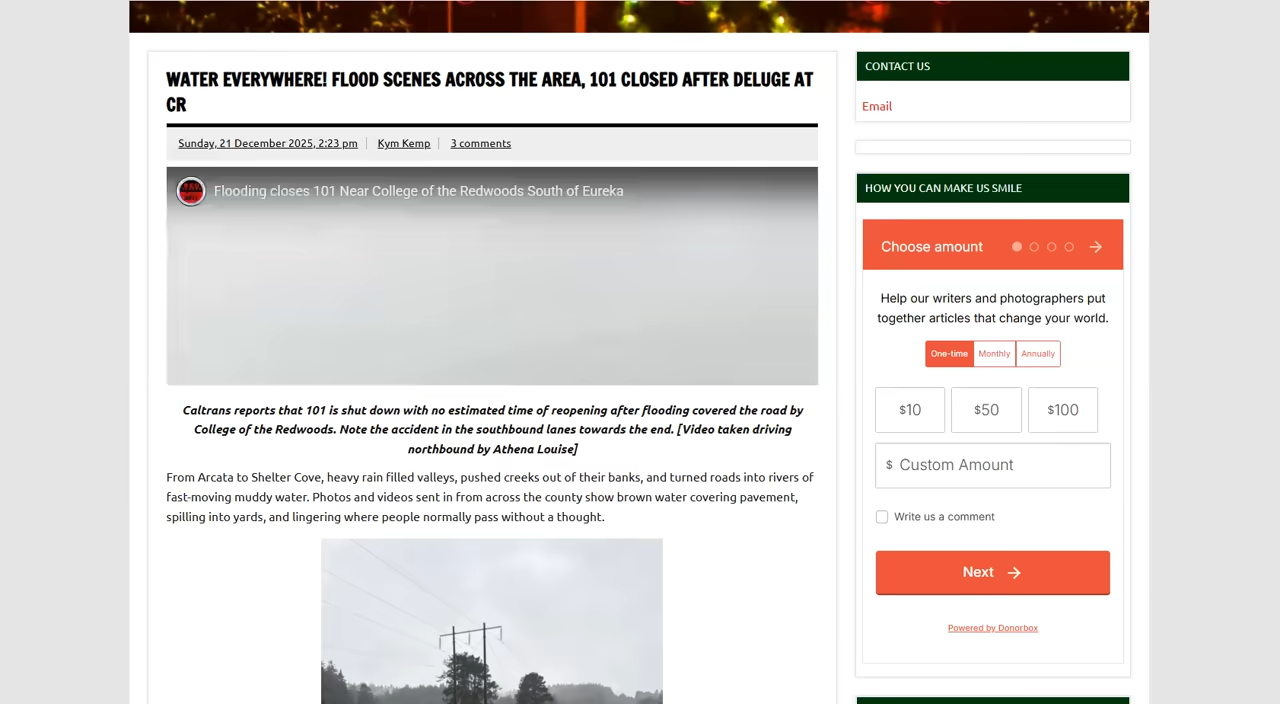 WATER EVERYWHERE! FLOOD SCENES ACROSS THE AREA, 101 CLOSED AFTER DELUGE AT
CR
Sunday, 21 December 2025, 2:23 pm
Kym Kemp
3 comments
Flooding closes 101 Near College of the Redwoods South of Eureka
Caltrans reports that 101 is shut down with no estimated time of reopening after flooding covered the road by
College of the Redwoods. Note the accident in the southbound lanes towards the end. [Video taken driving
northbound by Athena Louise]
From Arcata to Shelter Cove, heavy rain filled valleys, pushed creeks out of their banks, and turned roads into rivers of
fast-moving muddy water. Photos and videos sent in from across the county show brown water covering pavement,
spilling into yards, and lingering where people normally pass without a thought.
CONTACT US
Email
HOW YOU CAN MAKE US SMILE
Choose amount
Help our writers and photographers put
together articles that change your world.
One-time Monthly Annually
$10 $50 $100
$ Custom Amount
Write us a comment
Next
Powered by Donorbox